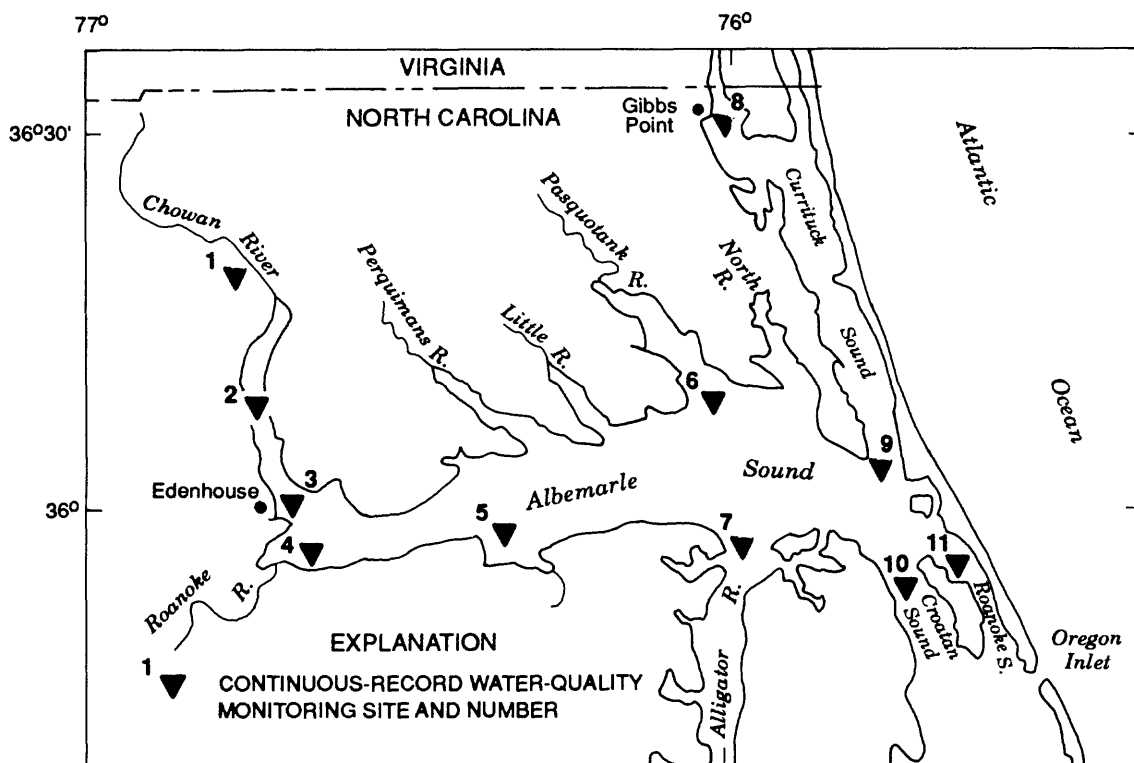 77°
76°
VIRGINIA
NORTH CAROLINA
36°30'
Gibbs
Point
8
Atlantic
Ocean
Chowan
River
1
Pasquotank
R.
Currituck
Sound
North
R.
Perquimans R.
Little R.
2
6
9
Edenhouse
3
Albemarle
Sound
36°
5
4
7
10
11
Roanoke
R.
Alligator
R.
Croatan
Sound
Roanoke S.
Oregon
Inlet
EXPLANATION
1
CONTINUOUS-RECORD WATER-QUALITY
MONITORING SITE AND NUMBER